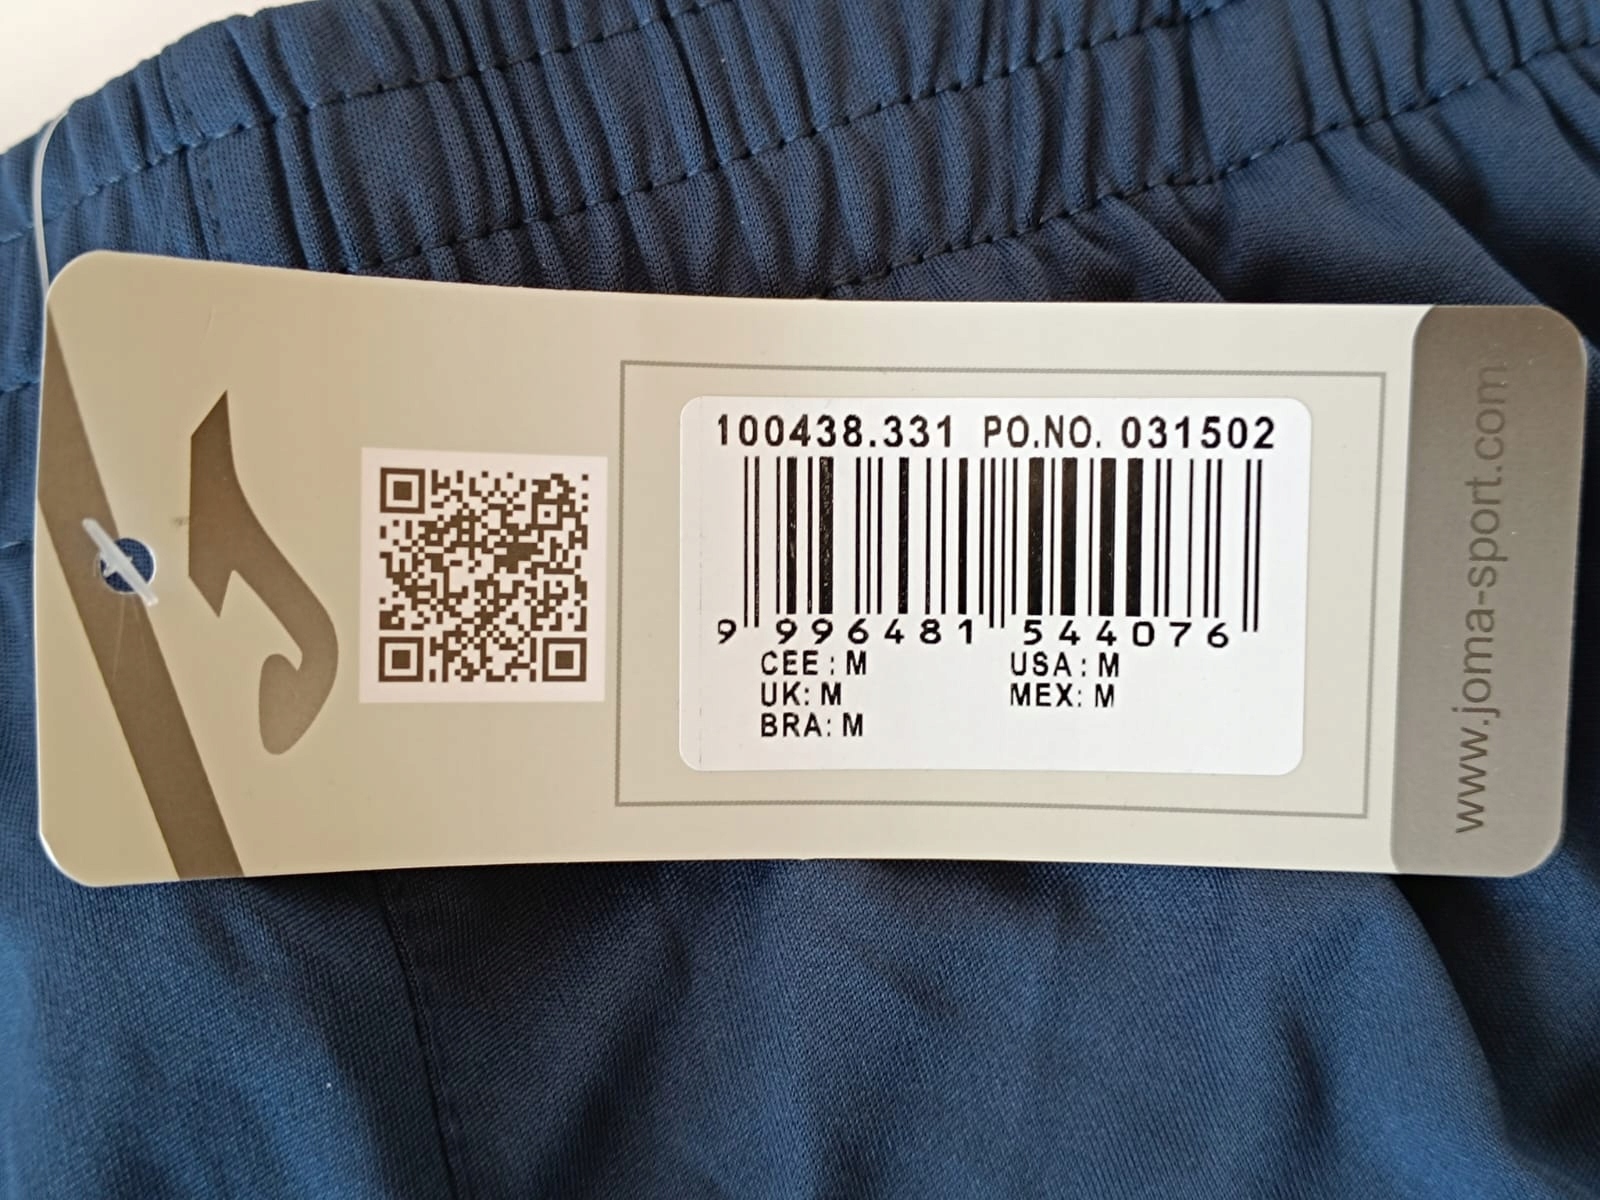 100438.331 PO.NO. 031502
9 996481 544076
CEE : M USA : M
UK: M MEX: M
BRA: M
www.joma-sport.com